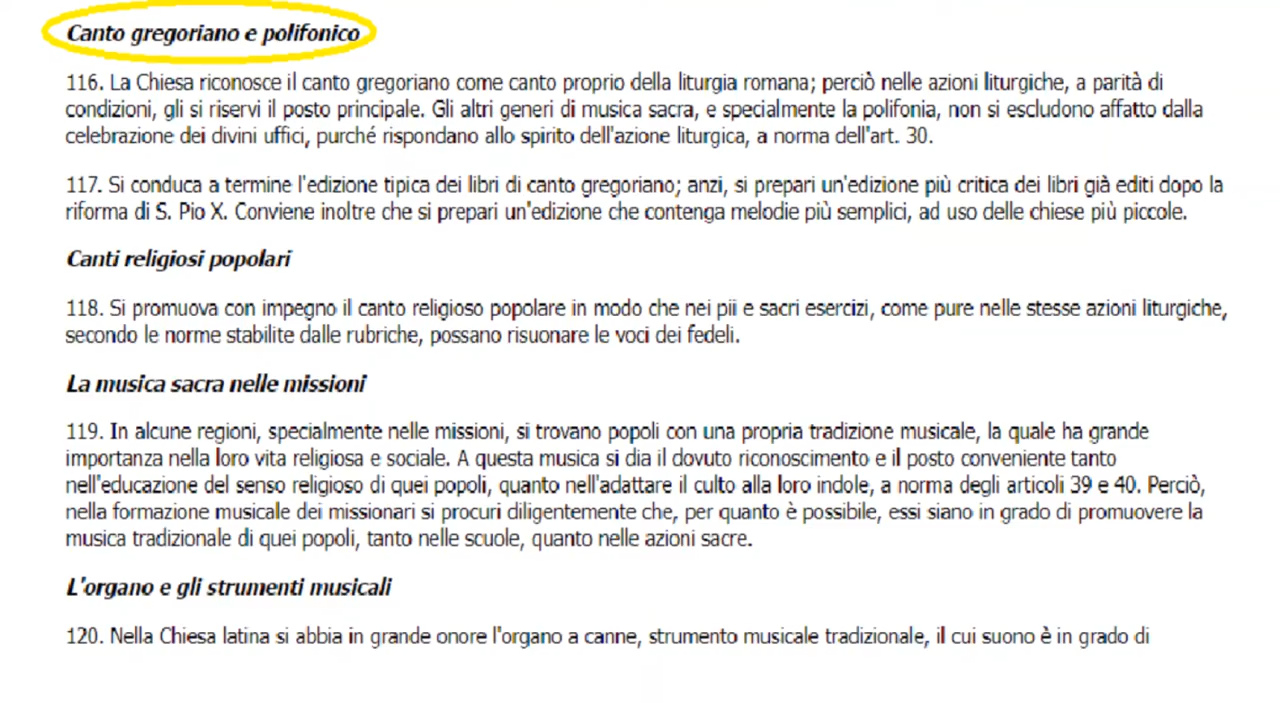 Canto gregoriano e polifonico
116. La Chiesa riconosce il canto gregoriano come canto proprio della liturgia romana; perciò nelle azioni liturgiche, a parità di
condizioni, gli si riservi il posto principale. Gli altri generi di musica sacra, e specialmente la polifonia, non si escludono affatto dalla
celebrazione dei divini uffici, purché rispondano allo spirito dell'azione liturgica, a norma dell'art. 30.
117. Si conduca a termine l'edizione tipica dei libri di canto gregoriano; anzi, si prepari un'edizione più critica dei libri già editi dopo la
riforma di S. Pio X. Conviene inoltre che si prepari un'edizione che contenga melodie più semplici, ad uso delle chiese più piccole.
Canti religiosi popolari
118. Si promuova con impegno il canto religioso popolare in modo che nei pii e sacri esercizi, come pure nelle stesse azioni liturgiche,
secondo le norme stabilite dalle rubriche, possano risuonare le voci dei fedeli.
La musica sacra nelle missioni
119. In alcune regioni, specialmente nelle missioni, si trovano popoli con una propria tradizione musicale, la quale ha grande
importanza nella loro vita religiosa e sociale. A questa musica si dia il dovuto riconoscimento e il posto conveniente tanto
nell'educazione del senso religioso di quei popoli, quanto nell'adattare il culto alla loro indole, a norma degli articoli 39 e 40. Perciò,
nella formazione musicale dei missionari si procuri diligentemente che, per quanto è possibile, essi siano in grado di promuovere la
musica tradizionale di quei popoli, tanto nelle scuole, quanto nelle azioni sacre.
L'organo e gli strumenti musicali
120. Nella Chiesa latina si abbia in grande onore l'organo a canne, strumento musicale tradizionale, il cui suono è in grado di